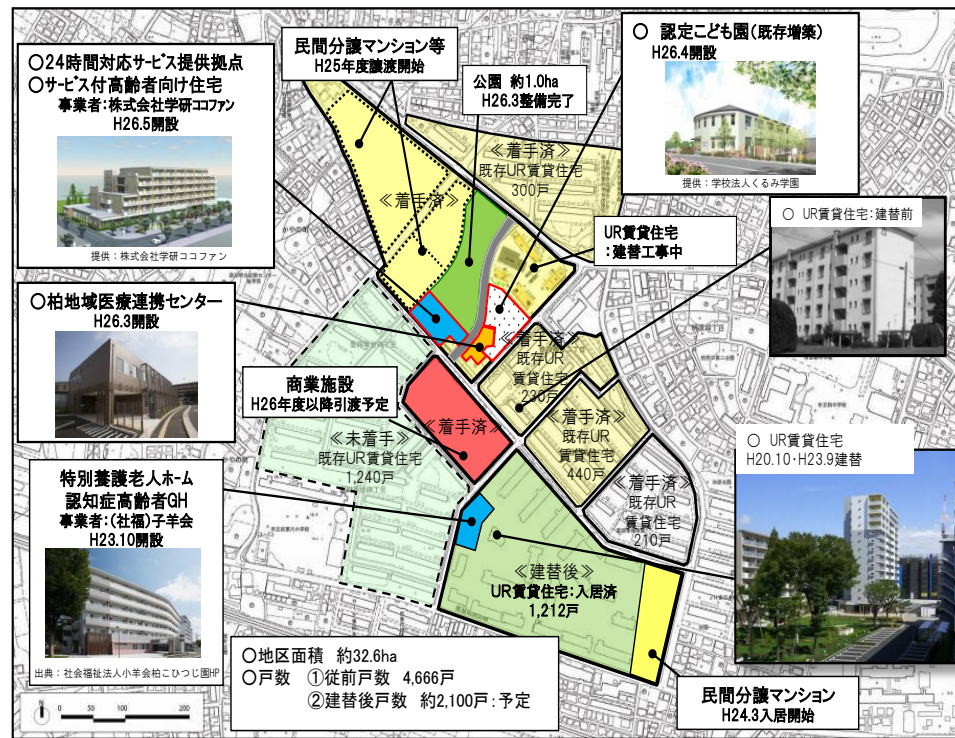 ○24時間対応サービス提供拠点
○サービス付高齢者向け住宅
事業者:株式会社学研ココファン
H26.5開設
提供:株式会社学研ココファン
民間分譲マンション等
H25年度譲渡開始
公園 約1.0ha
H26.3整備完了
○ 認定こども園(既存増築)
H26.4開設
提供:学校法人くるみ学園
≪着手済≫
既存UR賃貸住宅
300戸
≪着手済≫
UR賃貸住宅
:建替工事中
○ UR賃貸住宅:建替前
○柏地域医療連携センター
H26.3開設
≪着手済≫
既存UR
賃貸住宅
230戸
商業施設
H26年度以降引渡予定
≪着手済≫
≪未着手≫
既存UR賃貸住宅
1,240戸
≪着手済≫
既存UR
賃貸住宅
440戸
≪着手済≫
既存UR
賃貸住宅
210戸
○ UR賃貸住宅
H20.10・H23.9建替
特別養護老人ホーム
認知症高齢者GH
事業者:(社福)子羊会
H23.10開設
出典:社会福祉法人小羊会柏こひつじ園HP
≪建替後≫
UR賃貸住宅:入居済
1,212戸
○地区面積 約32.6ha
○戸数 ①従前戸数 4,666戸
②建替後戸数 約2,100戸:予定
民間分譲マンション
H24.3入居開始
0 50 100 200